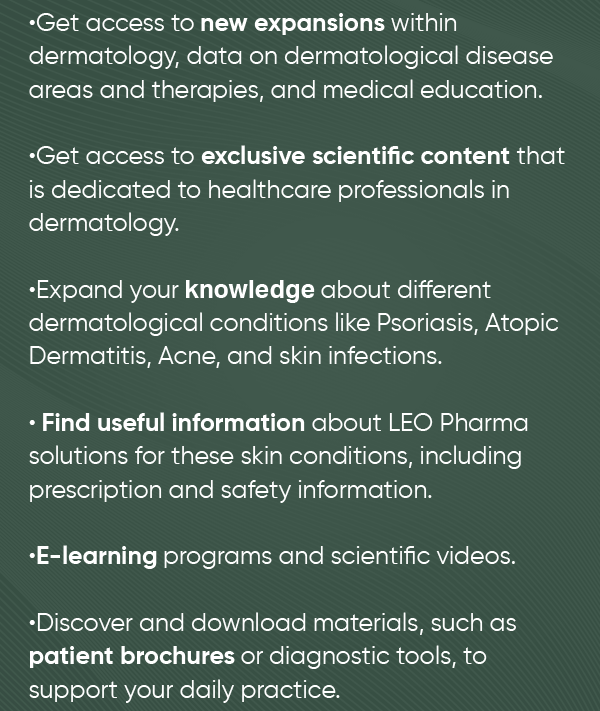 •Get access to new expansions within
dermatology, data on dermatological disease
areas and therapies, and medical education.
•Get access to exclusive scientific content that
is dedicated to healthcare professionals in
dermatology.
•Expand your knowledge about different
dermatological conditions like Psoriasis, Atopic
Dermatitis, Acne, and skin infections.
• Find useful information about LEO Pharma
solutions for these skin conditions, including
prescription and safety information.
•E-learning programs and scientific videos.
•Discover and download materials, such as
patient brochures or diagnostic tools, to
support your daily practice.